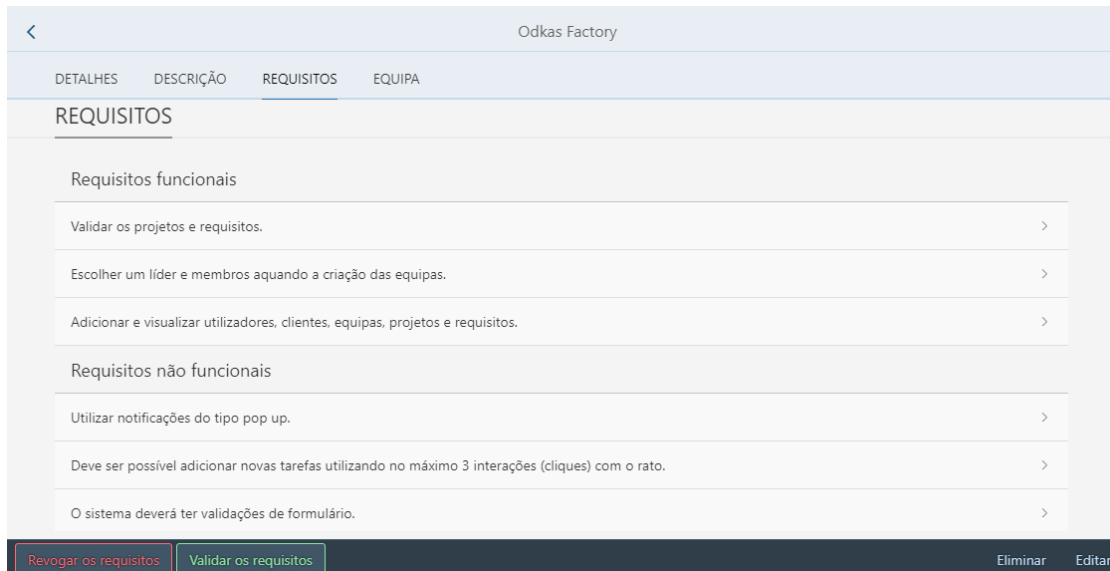 Odkas Factory
DETALHES DESCRIÇÃO REQUISITOS EQUIPA
REQUISITOS
Requisitos funcionais
Validar os projetos e requisitos.
Escolher um líder e membros aquando a criação das equipas.
Adicionar e visualizar utilizadores, clientes, equipas, projetos e requisitos.
Requisitos não funcionais
Utilizar notificações do tipo pop up.
Deve ser possível adicionar novas tarefas utilizando no máximo 3 interações (cliques) com o rato.
O sistema deverá ter validações de formulário.
Revogar os requisitos Validar os requisitos Eliminar Editar